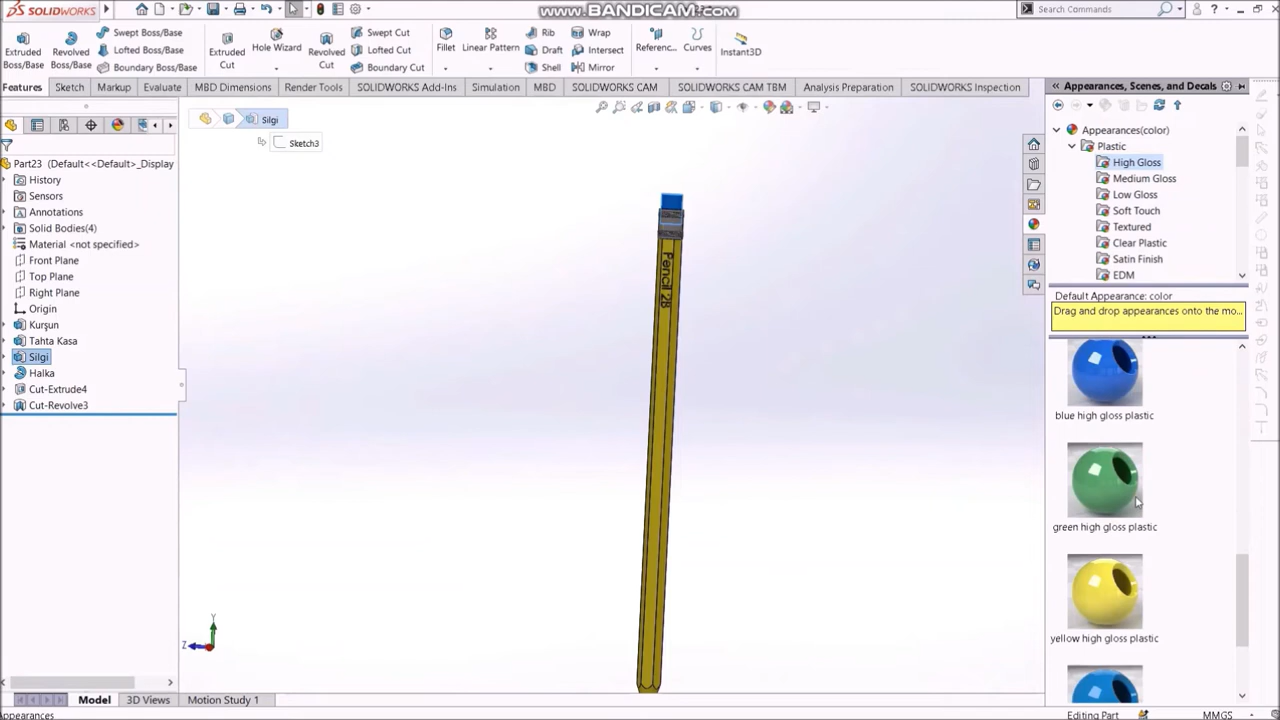 SOLIDWORKS
www.BANDICAM.com
Search Commands
Extruded Boss/Base
Revolved Boss/Base
Swept Boss/Base
Lofted Boss/Base
Boundary Boss/Base
Extruded Cut
Hole Wizard
Revolved Cut
Swept Cut
Lofted Cut
Boundary Cut
Fillet
Linear Pattern
Rib
Draft
Shell
Wrap
Intersect
Mirror
Referenc...
Curves
Instant3D
Features
Sketch
Markup
Evaluate
MBD Dimensions
Render Tools
SOLIDWORKS Add-Ins
Simulation
MBD
SOLIDWORKS CAM
SOLIDWORKS CAM TBM
Analysis Preparation
SOLIDWORKS Inspection
Appearances, Scenes, and Decals
Silgi
Sketch3
Part23 (Default<<Default>_Display
History
Sensors
Annotations
Solid Bodies(4)
Material <not specified>
Front Plane
Top Plane
Right Plane
Origin
Kurşun
Tahta Kasa
Silgi
Halka
Cut-Extrude4
Cut-Revolve3
Pencil 2B
Y
Z
Appearances(color)
Plastic
High Gloss
Medium Gloss
Low Gloss
Soft Touch
Textured
Clear Plastic
Satin Finish
EDM
Default Appearance: color
Drag and drop appearances onto the mo...
blue high gloss plastic
green high gloss plastic
yellow high gloss plastic
Model
3D Views
Motion Study 1
Appearances
Editing Part
MMGS